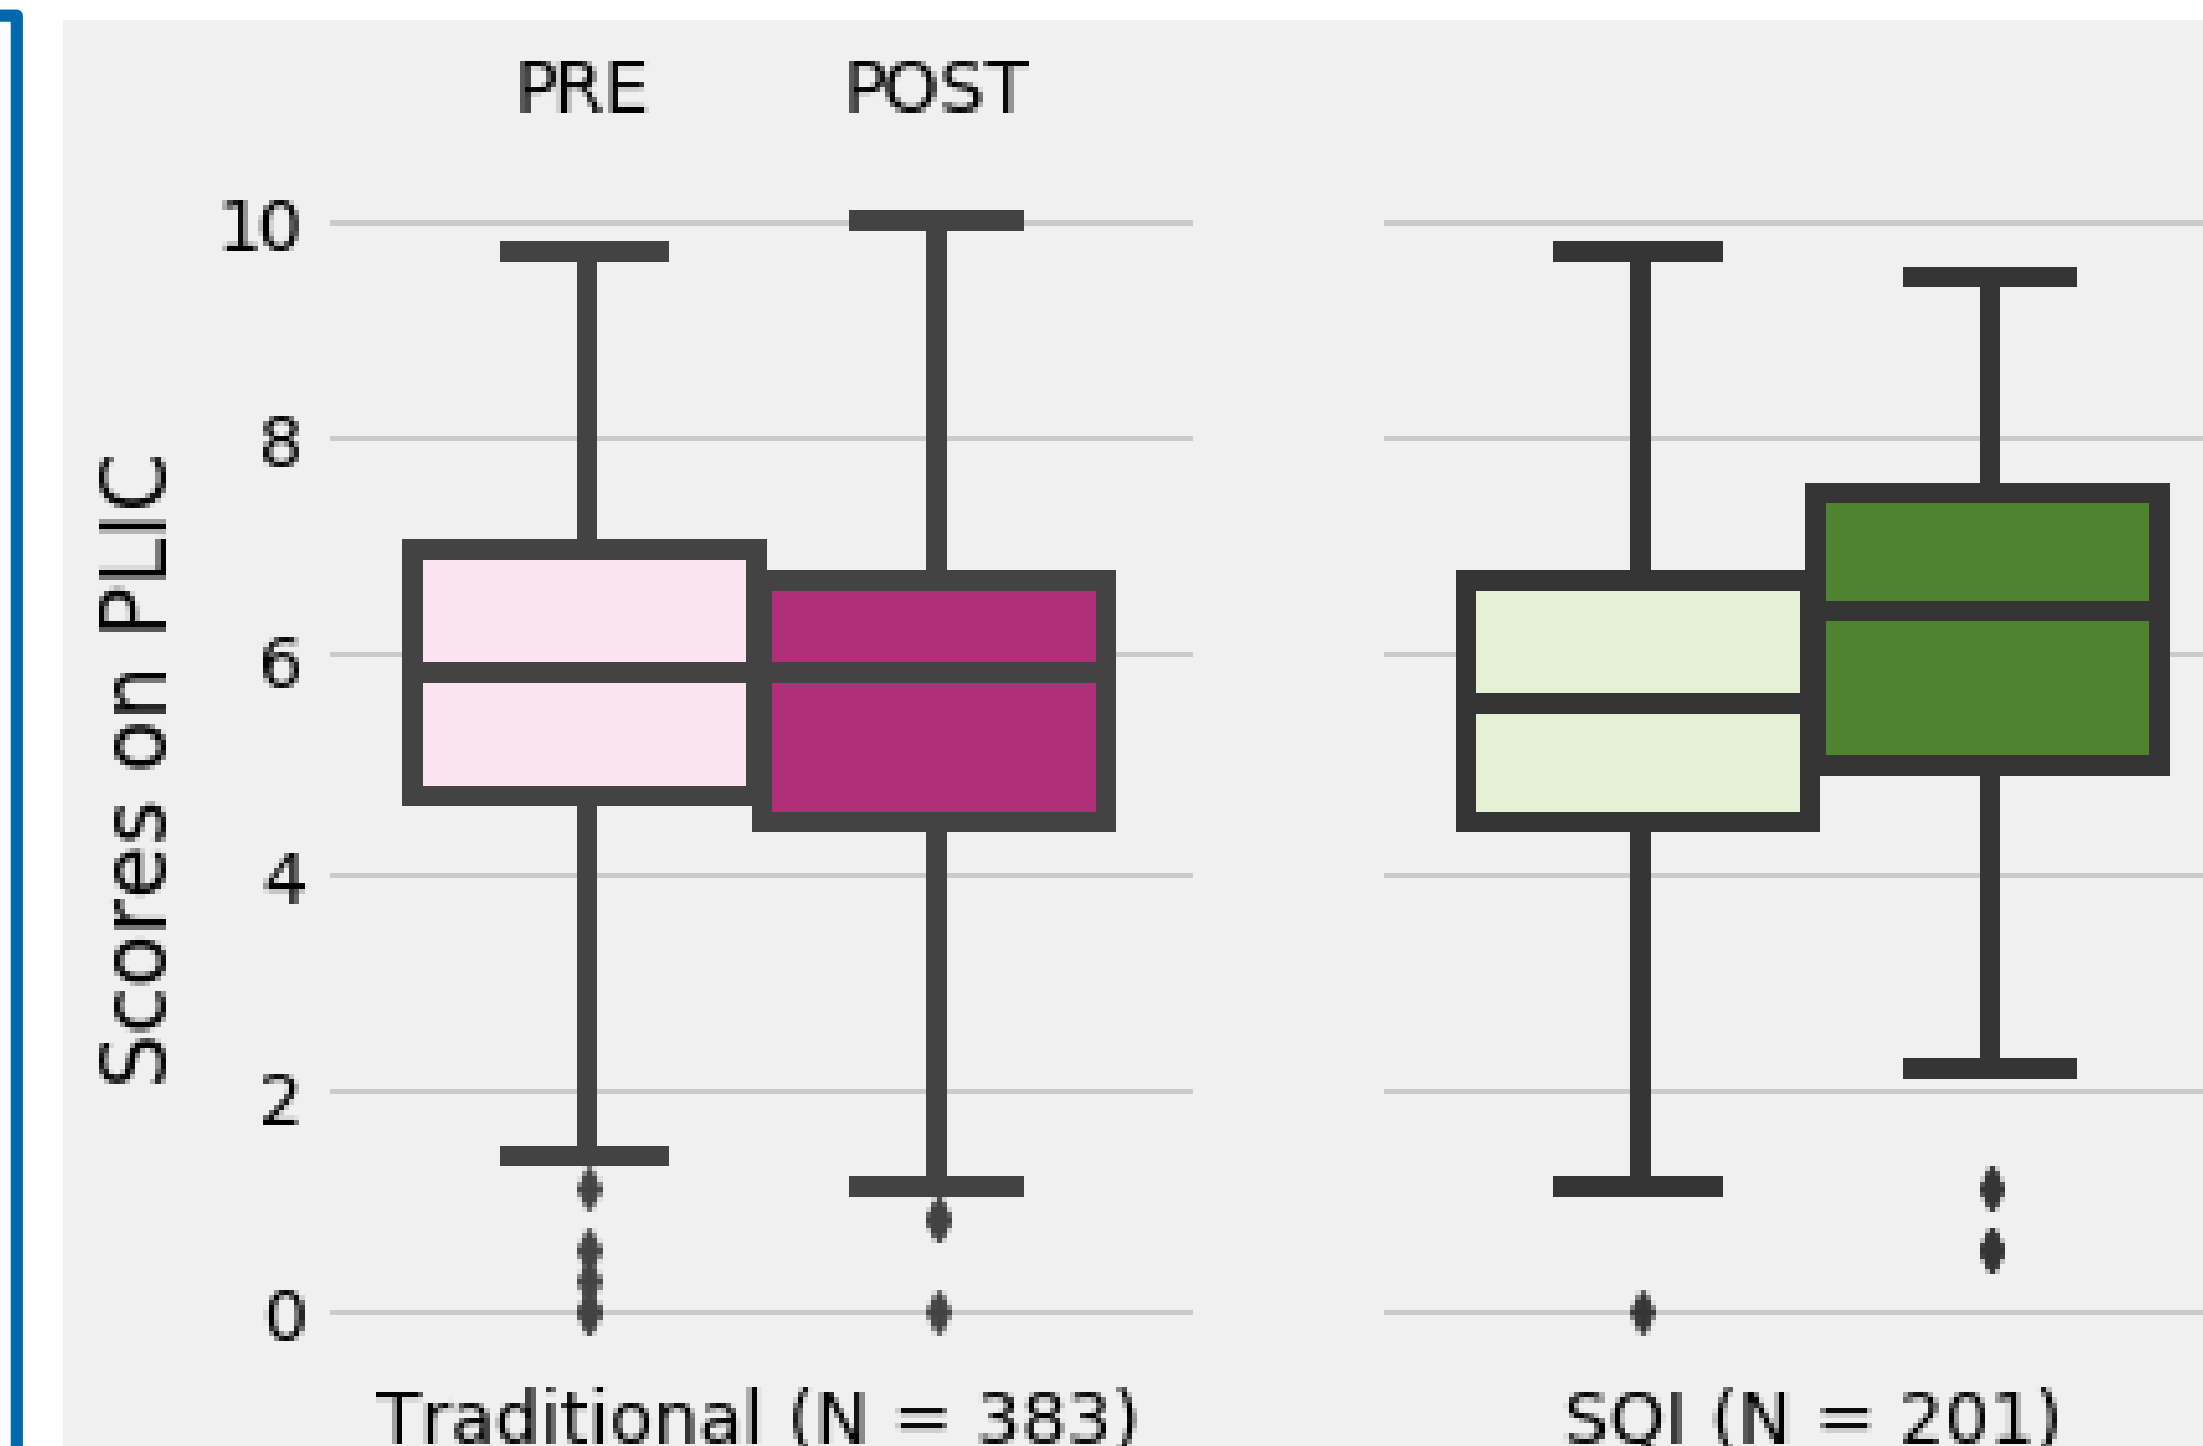 PRE POST
10
8
6
4
2
0
Scores on PLIC
Traditional (N = 383)
SQI (N = 201)